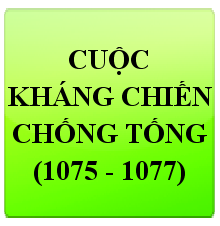 CUỘC
KHÁNG CHIẾN
CHỐNG TỐNG
(1075 - 1077)